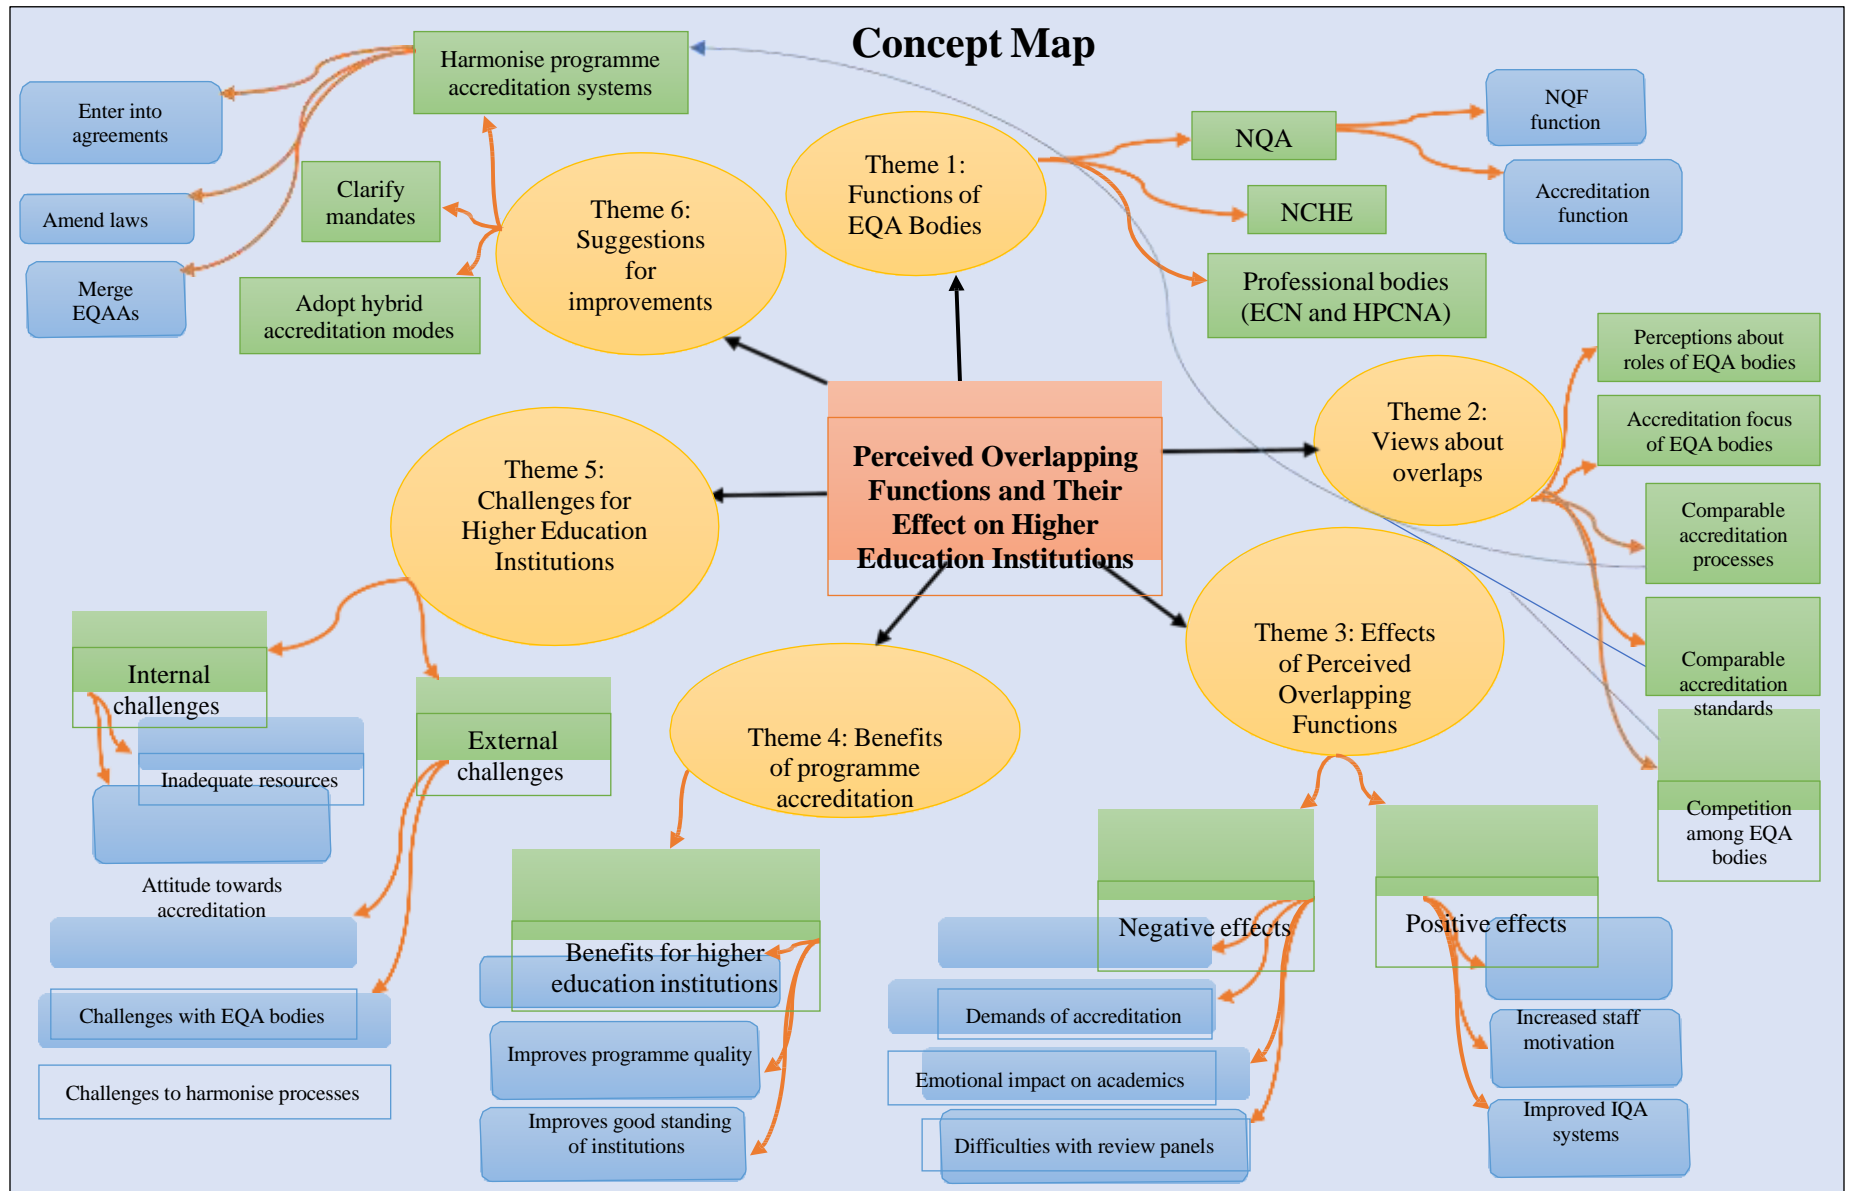 Concept Map
Harmonise programme
accreditation systems
Enter into
agreements
Amend laws
Merge
EQAAs
Clarify
mandates
Adopt hybrid
accreditation modes
Theme 6:
Suggestions
for
improvements
Theme 1:
Functions of
EQA Bodies
NQA
NQF
function
Accreditation
function
NCHE
Professional bodies
(ECN and HPCNA)
Perceived Overlapping
Functions and Their
Effect on Higher
Education Institutions
Theme 2:
Views about
overlaps
Perceptions about
roles of EQA bodies
Accreditation focus
of EQA bodies
Comparable
accreditation
processes
Comparable
accreditation
standards
Competition
among EQA
bodies
Theme 5:
Challenges for
Higher Education
Institutions
Internal
challenges
Inadequate resources
Attitude towards
accreditation
External
challenges
Challenges with EQA bodies
Challenges to harmonise processes
Theme 4: Benefits
of programme
accreditation
Benefits for higher
education institutions
Improves programme quality
Improves good standing
of institutions
Theme 3: Effects
of Perceived
Overlapping
Functions
Negative effects
Demands of accreditation
Emotional impact on academics
Difficulties with review panels
Positive effects
Increased staff
motivation
Improved IQA
systems